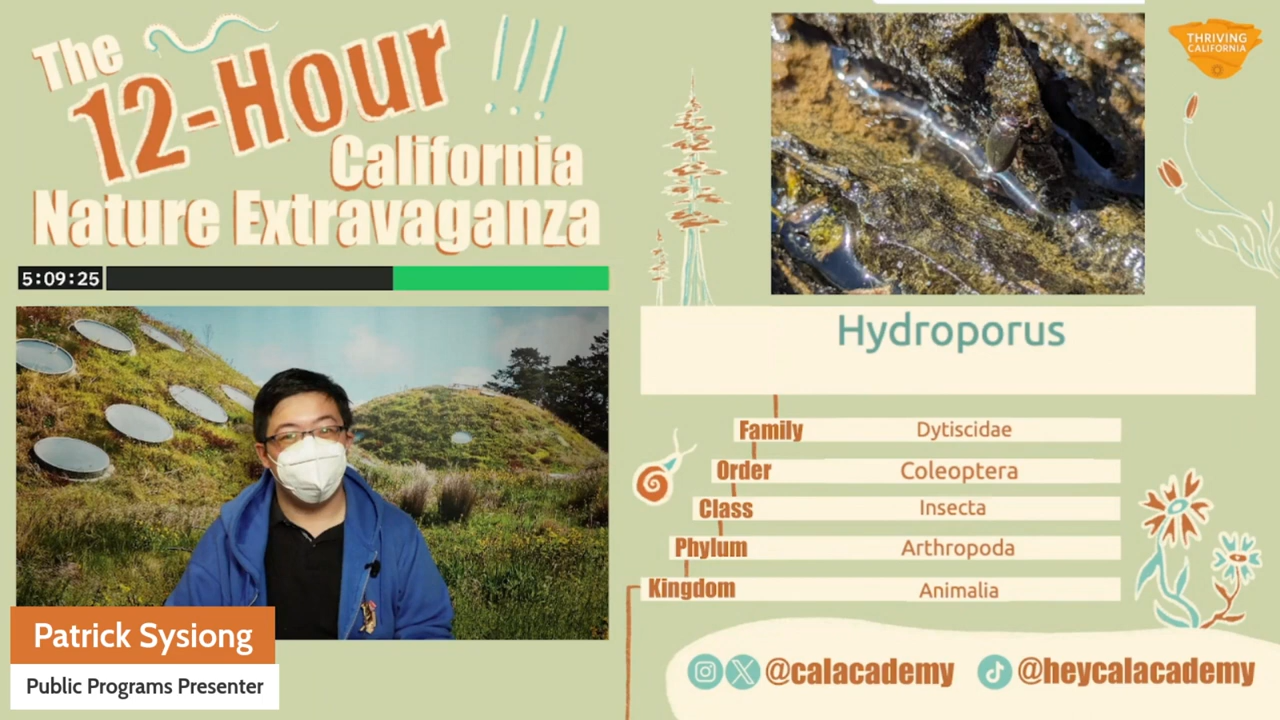 The
12-Hour !!!
California
Nature Extravaganza
5:09:25
THRIVING
CALIFORNIA
Hydroporus
Family Dytiscidae
Order Coleoptera
Class Insecta
Phylum Arthropoda
Kingdom Animalia
Patrick Sysiong
Public Programs Presenter
@calacademy @heycalacademy